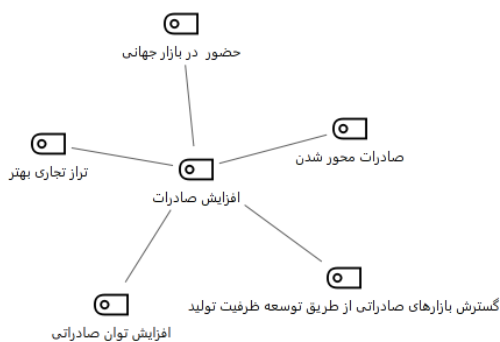 حضور در بازار جهانی
صادرات محور شدن
تراز تجاری بهتر
افزایش صادرات
گسترش بازارهای صادراتی از طریق توسعه ظرفیت تولید
افزایش توان صادراتی